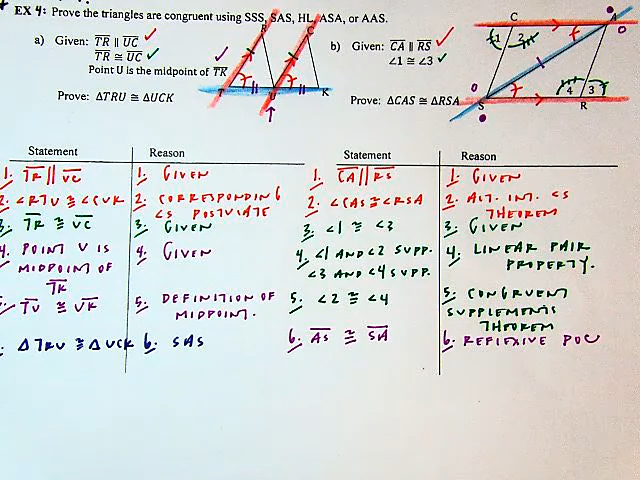 EX 4: Prove the triangles are congruent using SSS, SAS, HL, ASA, or AAS.
a) Given: TR ∥ UC
TR ≅ UC
Point U is the midpoint of TK
Prove: ΔTRU ≅ ΔUCK
R C
T U K
b) Given: CA ∥ RS
∠1 ≅ ∠3
Prove: ΔCAS ≅ ΔRSA
C A
1 2
4 3
S R
Statement Reason
1. TR ∥ UC 1. GIVEN
2. ∠RTU ≅ ∠CUK 2. CORRESPONDING
∠S POSTULATE
3. TR ≅ UC 3. GIVEN
4. POINT U IS 4. GIVEN
MIDPOINT OF
TK
5. TU ≅ UK 5. DEFINITION OF
MIDPOINT.
ΔTRU ≅ ΔUCK 6. SAS
Statement Reason
1. CA ∥ RS 1. GIVEN
2. ∠CAS ≅ ∠RSA 2. ALT. INT. ∠S
THEOREM
3. ∠1 ≅ ∠3 3. GIVEN
4. ∠1 AND ∠2 SUPP. 4. LINEAR PAIR
∠3 AND ∠4 SUPP. PROPERTY.
5. ∠2 ≅ ∠4 5. CONGRUENT
SUPPLEMENTS
THEOREM
6. AS ≅ SA 6. REFLEXIVE POC